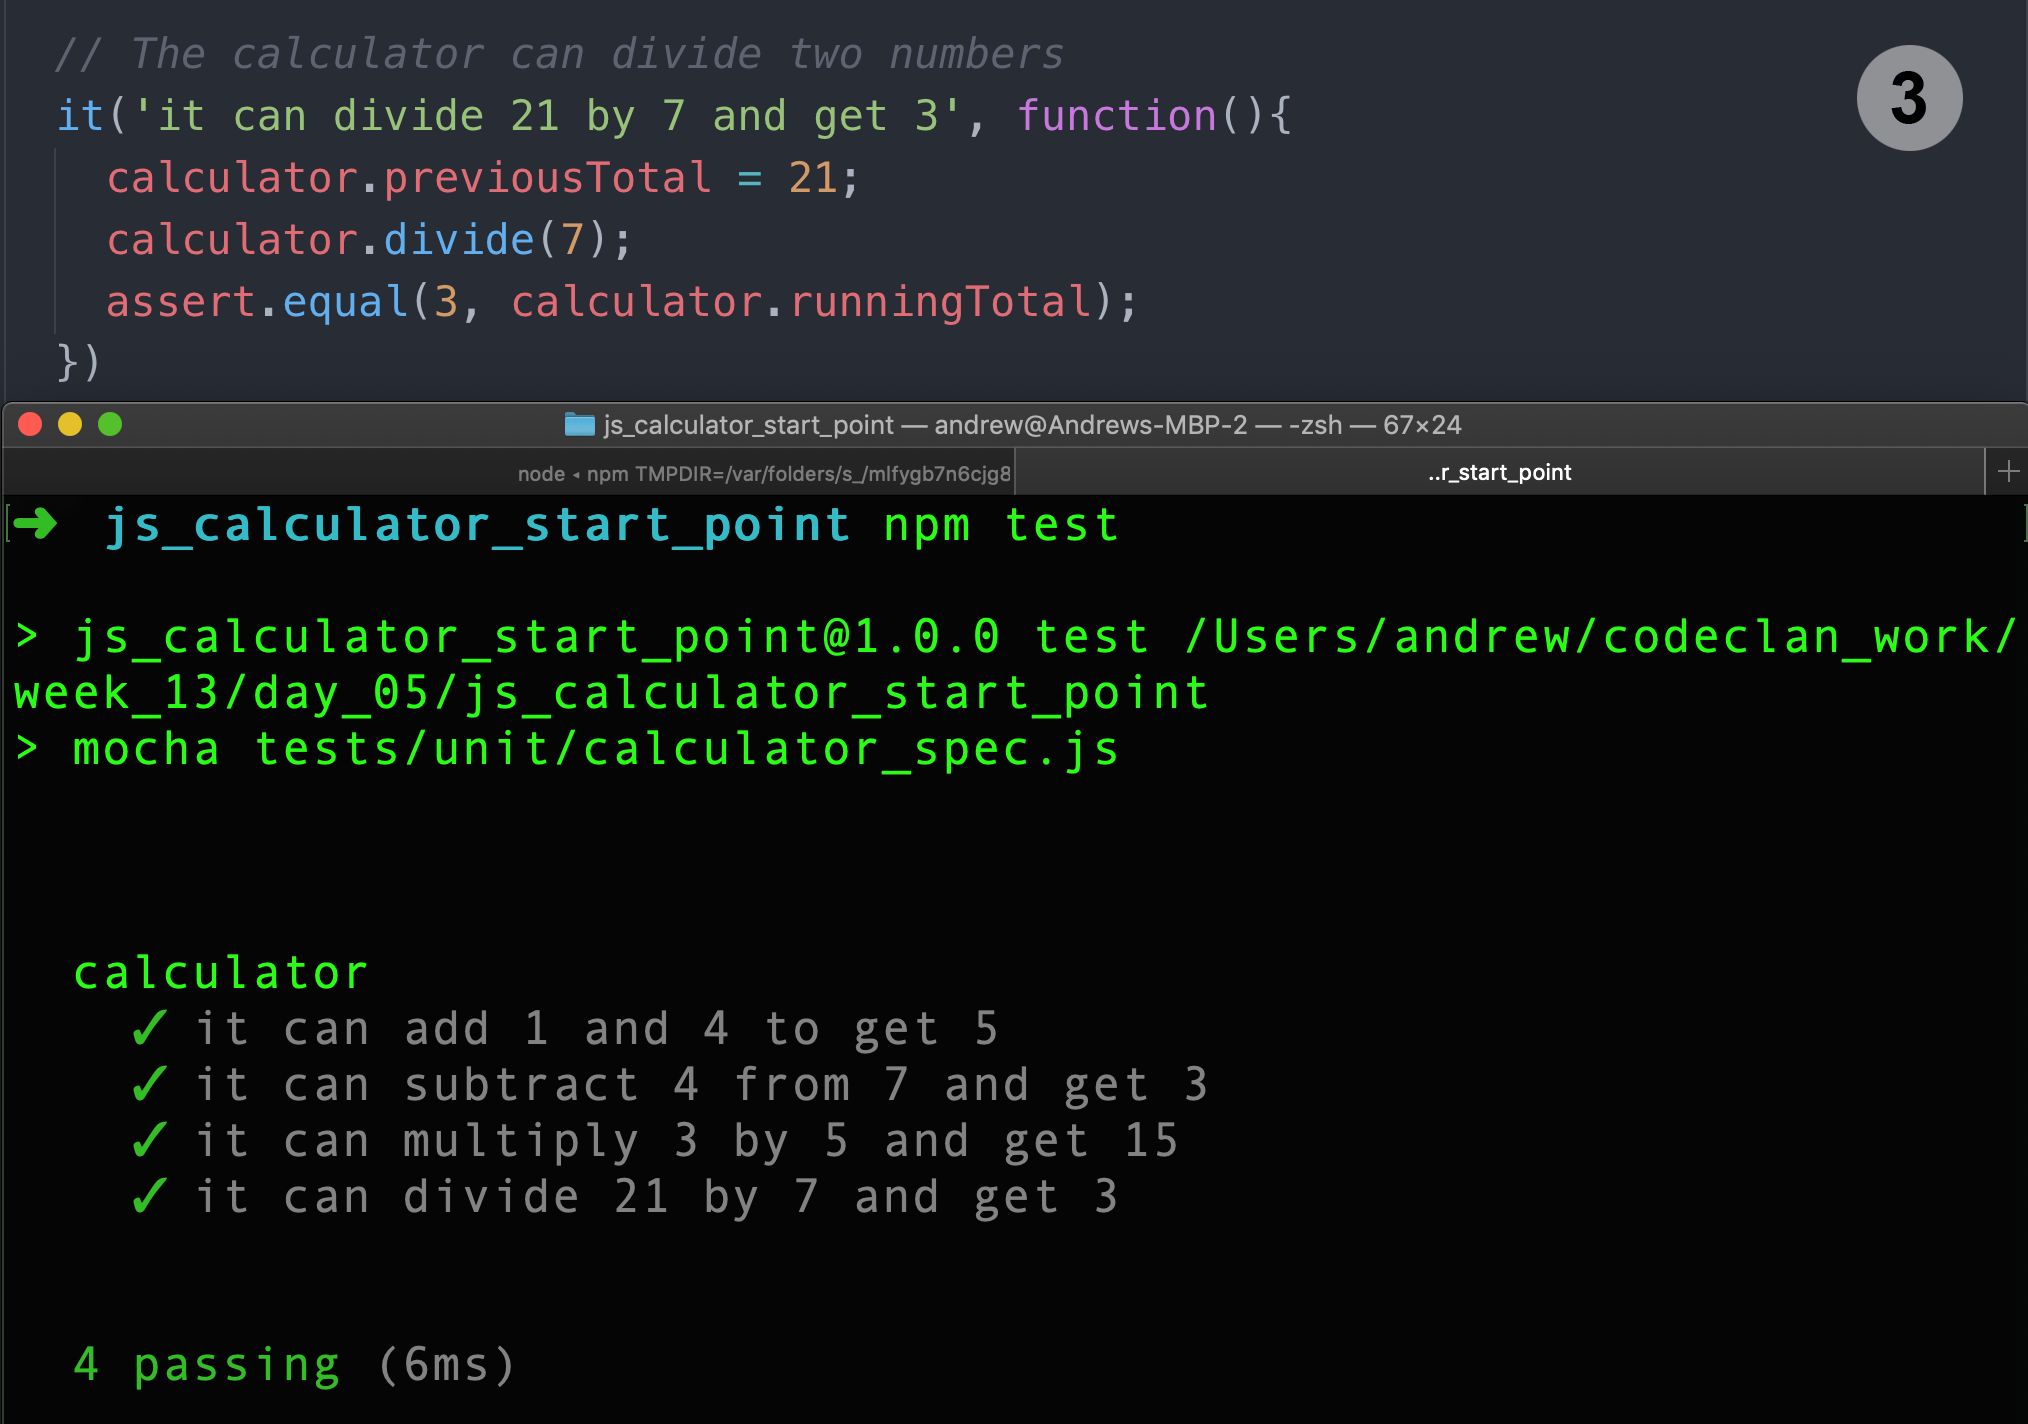 // The calculator can divide two numbers
3
it('it can divide 21 by 7 and get 3', function(){
calculator.previousTotal = 21;
calculator.divide(7);
assert.equal(3, calculator.runningTotal);
})
js_calculator_start_point — andrew@Andrews-MBP-2 — -zsh — 67×24
node ◂ npm TMPDIR=/var/folders/s_/mlfygb7n6cjg8
..r_start_point
+
[➜ js_calculator_start_point npm test ]
> js_calculator_start_point@1.0.0 test /Users/andrew/codeclan_work/
week_13/day_05/js_calculator_start_point
> mocha tests/unit/calculator_spec.js
calculator
✓ it can add 1 and 4 to get 5
✓ it can subtract 4 from 7 and get 3
✓ it can multiply 3 by 5 and get 15
✓ it can divide 21 by 7 and get 3
4 passing (6ms)